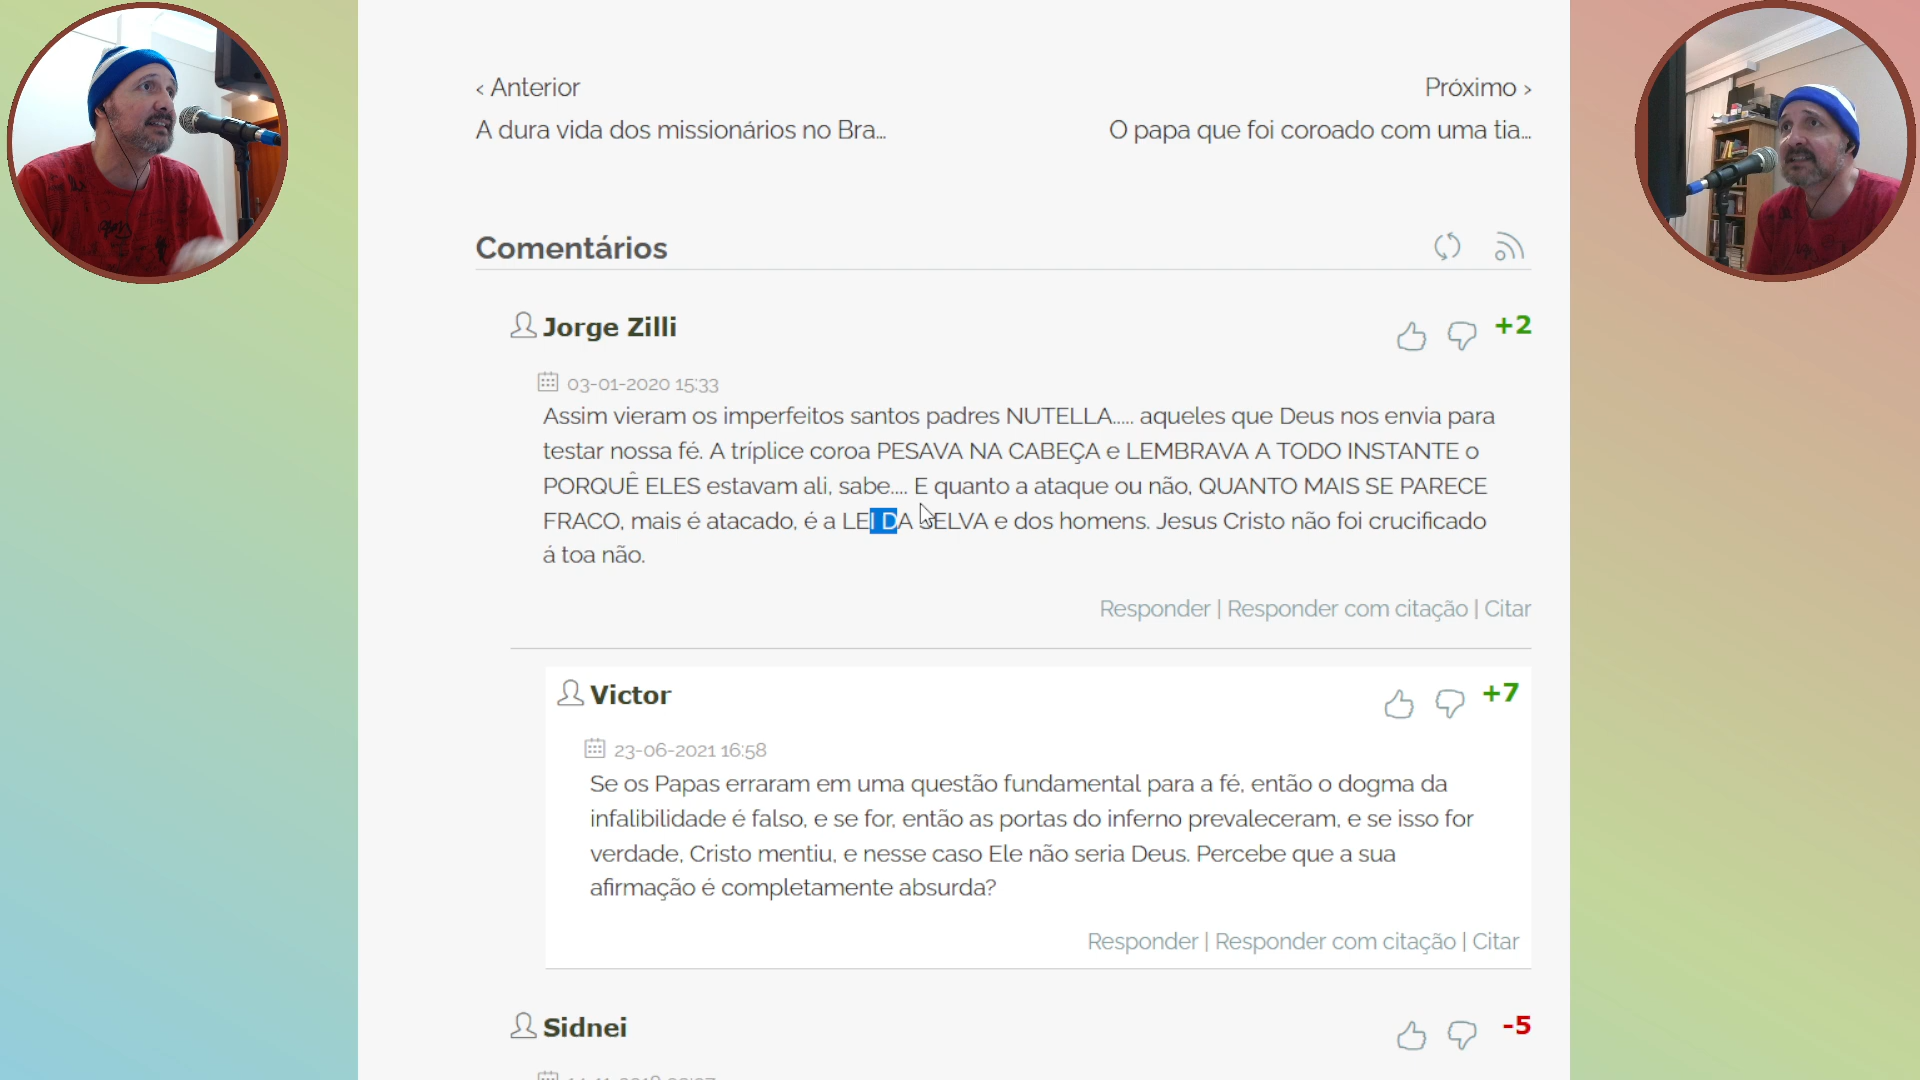 ‹ Anterior
Próximo ›
A dura vida dos missionários no Bra...
O papa que foi coroado com uma tia...
Comentários
Jorge Zilli
+2
03-01-2020 15:33
Assim vieram os imperfeitos santos padres NUTELLA..... aqueles que Deus nos envia para
testar nossa fé. A tríplice coroa PESAVA NA CABEÇA e LEMBRAVA A TODO INSTANTE o
PORQUÊ ELES estavam ali, sabe.... E quanto a ataque ou não, QUANTO MAIS SE PARECE
FRACO, mais é atacado, é a LEI DA SELVA e dos homens. Jesus Cristo não foi crucificado
á toa não.
Responder | Responder com citação | Citar
Victor
+7
23-06-2021 16:58
Se os Papas erraram em uma questão fundamental para a fé, então o dogma da
infalibilidade é falso, e se for, então as portas do inferno prevaleceram, e se isso for
verdade, Cristo mentiu, e nesse caso Ele não seria Deus. Percebe que a sua
afirmação é completamente absurda?
Responder | Responder com citação | Citar
Sidnei
-5